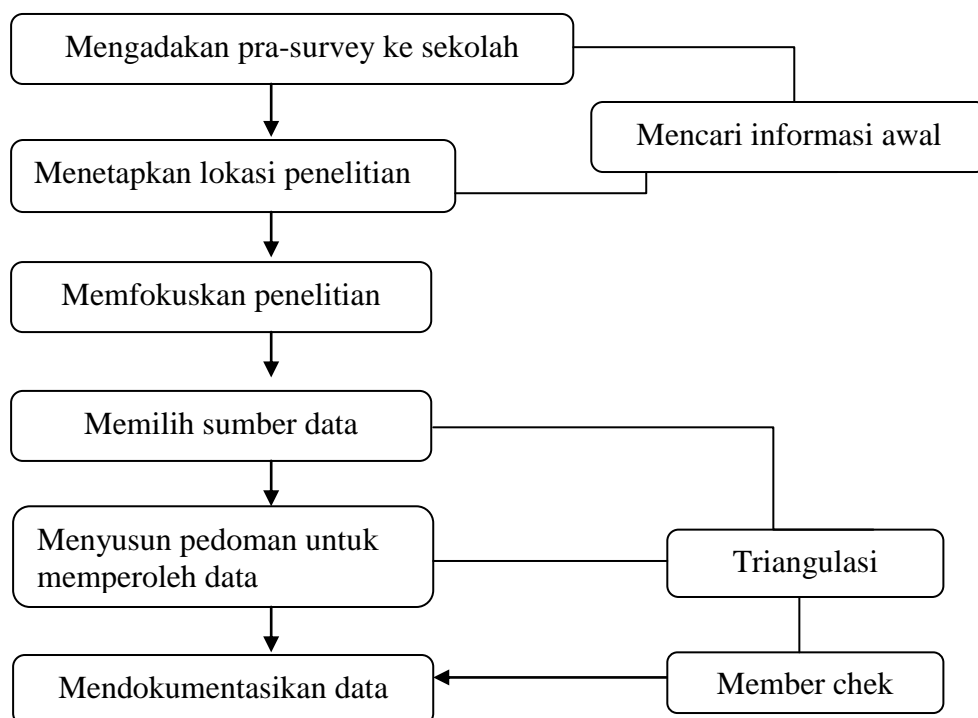 Mengadakan pra-survey ke sekolah
Mencari informasi awal
Menetapkan lokasi penelitian
Memfokuskan penelitian
Memilih sumber data
Menyusun pedoman untuk
memperoleh data
Triangulasi
Mendokumentasikan data
Member chek